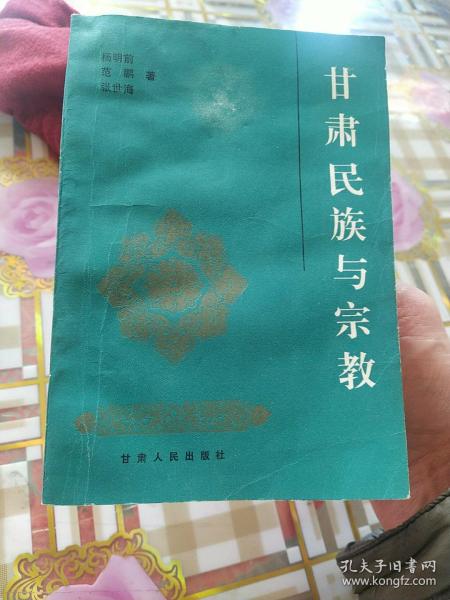 杨明前
范鹏 著
张世海
甘肃民族与宗教
甘肃人民出版社
孔夫子旧书网
www.kongfz.com